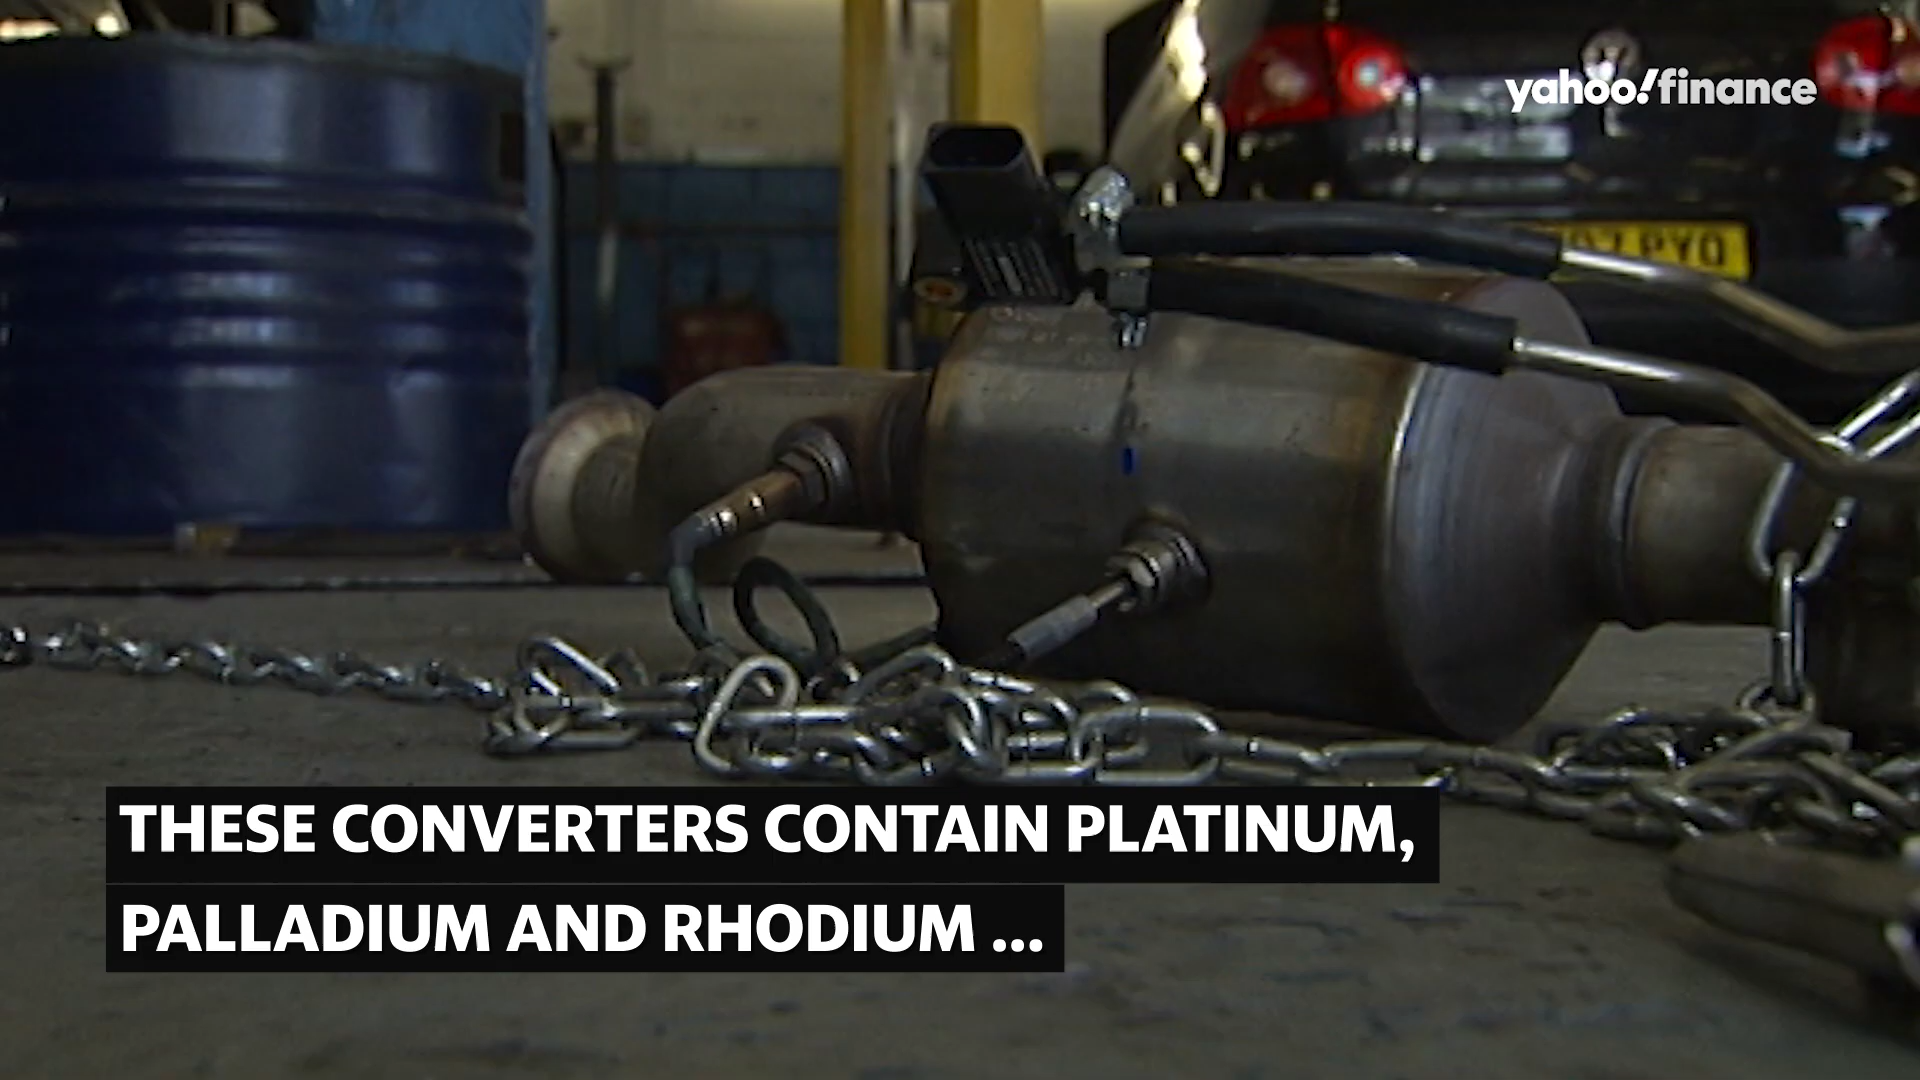 yahoo!finance
THESE CONVERTERS CONTAIN PLATINUM,
PALLADIUM AND RHODIUM ...